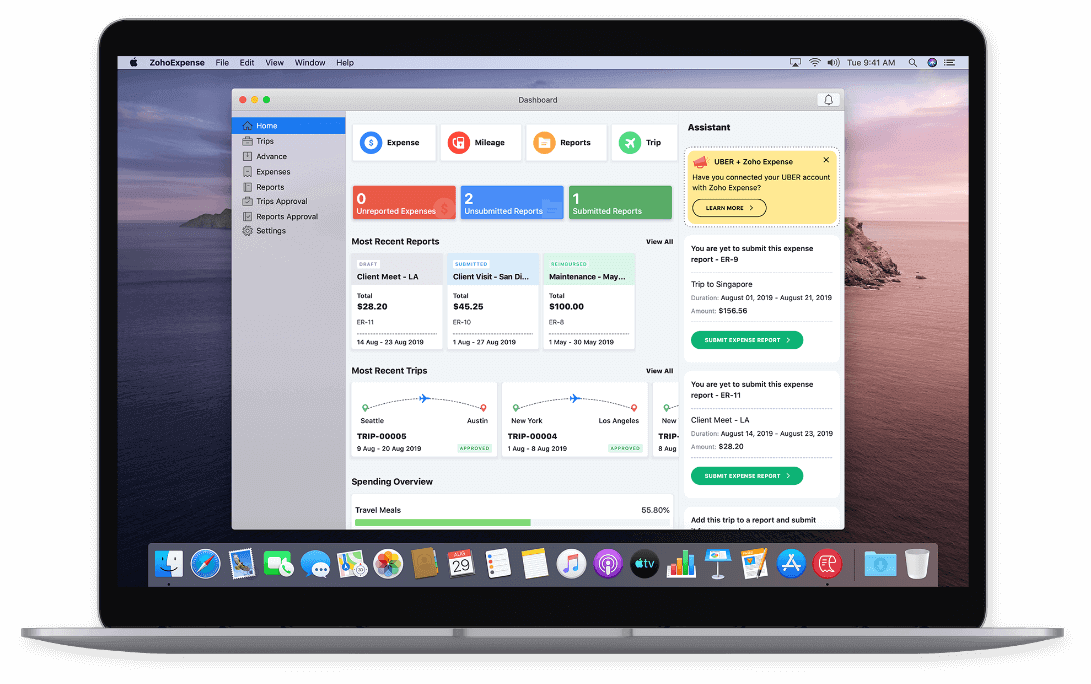 ZohoExpense File Edit View Window Help
Tue 9:41 AM
Dashboard
Home
Trips
Advance
Expenses
Reports
Trips Approval
Reports Approval
Settings
Expense
Mileage
Reports
Trip
0
Unreported Expenses
2
Unsubmitted Reports
1
Submitted Reports
Most Recent Reports
View All
DRAFT
Client Meet - LA
Total
$28.20
ER-11
14 Aug - 23 Aug 2019
SUBMITTED
Client Visit - San Di...
Total
$45.25
ER-10
1 Aug - 27 Aug 2019
REIMBURSED
Maintenance - May...
Total
$100.00
ER-8
1 May - 30 May 2019
Most Recent Trips
View All
Seattle
Austin
TRIP-00005
9 Aug - 20 Aug 2019
APPROVED
New York
Los Angeles
TRIP-00004
1 Aug - 8 Aug 2019
APPROVED
New
TRIP-
8 Aug
Spending Overview
Travel Meals
55.80%
Assistant
UBER + Zoho Expense
Have you connected your UBER account
with Zoho Expense?
LEARN MORE
You are yet to submit this expense
report - ER-9
Trip to Singapore
Duration: August 01, 2019 - August 21, 2019
Amount: $156.56
SUBMIT EXPENSE REPORT
You are yet to submit this expense
report - ER-11
Client Meet - LA
Duration: August 14, 2019 - August 23, 2019
Amount: $28.20
SUBMIT EXPENSE REPORT
Add this trip to a report and submit
AUG
29
tv